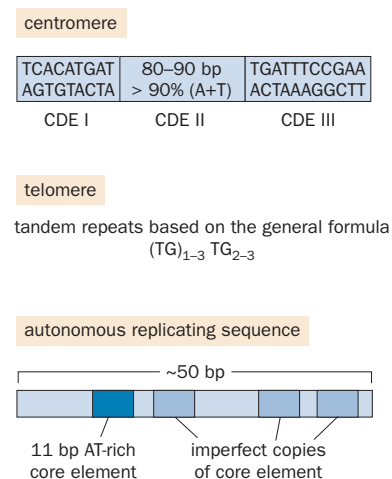 centromere
TCACATGAT 80–90 bp TGATTTCCGAA
AGTGTACTA > 90% (A+T) ACTAAAGGCTT
CDE I CDE II CDE III
telomere
tandem repeats based on the general formula
(TG)1–3 TG2–3
autonomous replicating sequence
~50 bp
11 bp AT-rich imperfect copies
core element of core element